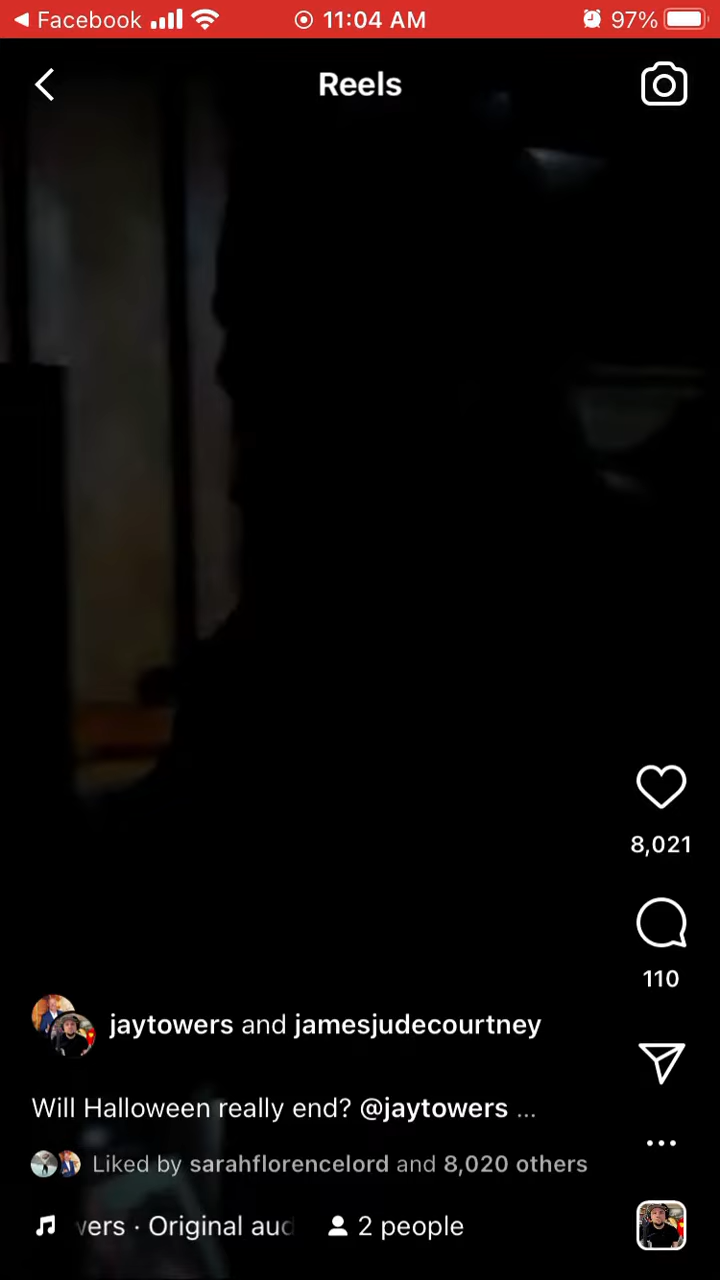 Facebook 11:04 AM 97%
Reels
8,021
110
jaytowers and jamesjudecourtney
Will Halloween really end? @jaytowers ...
Liked by sarahflorencelord and 8,020 others
vers · Original aud 2 people